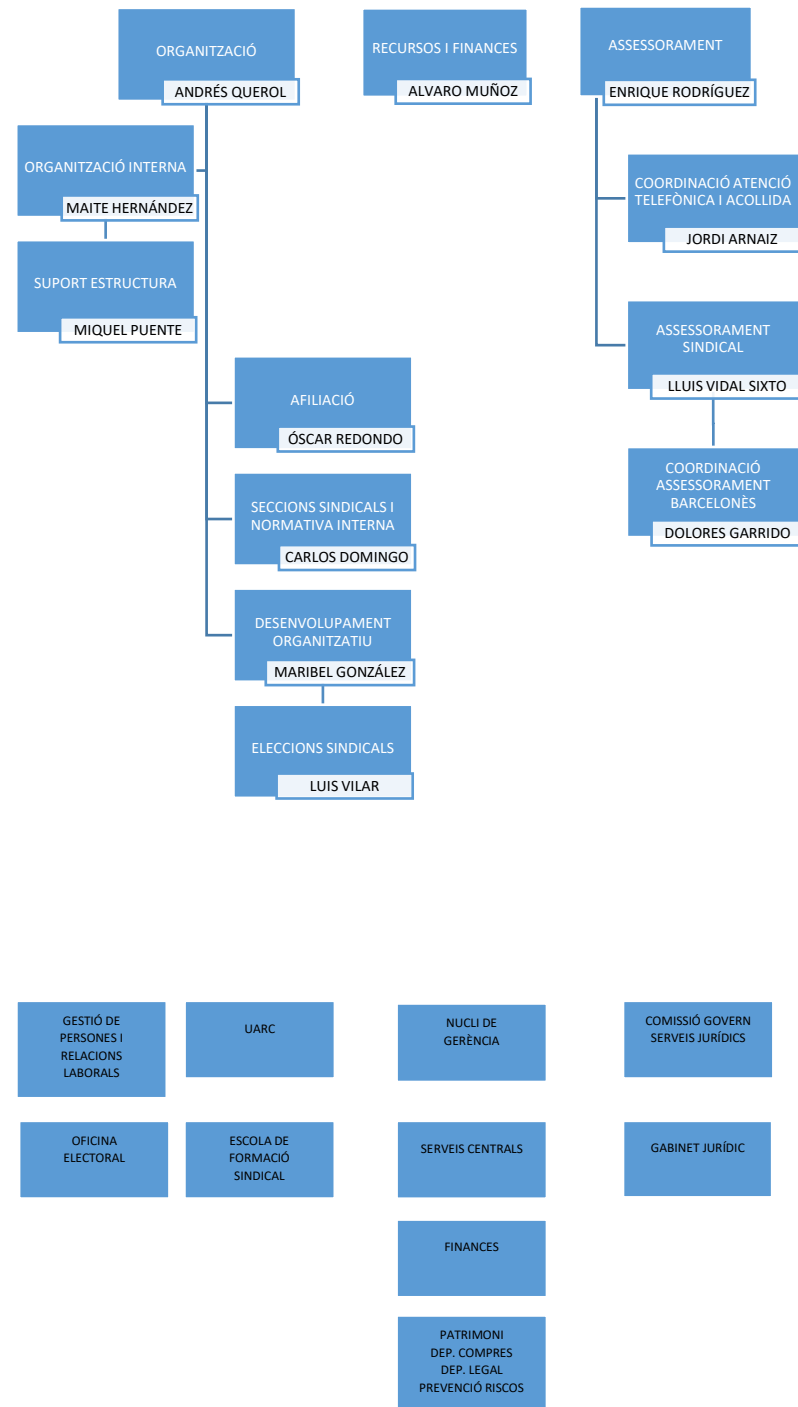 ORGANITZACIÓ
ANDRÉS QUEROL
RECURSOS I FINANCES
ALVARO MUÑOZ
ASSESSORAMENT
ENRIQUE RODRÍGUEZ
ORGANITZACIÓ INTERNA
MAITE HERNÁNDEZ
SUPORT ESTRUCTURA
MIQUEL PUENTE
AFILIACIÓ
ÓSCAR REDONDO
SECCIONS SINDICALS I
NORMATIVA INTERNA
CARLOS DOMINGO
DESENVOLUPAMENT
ORGANITZATIU
MARIBEL GONZÁLEZ
ELECCIONS SINDICALS
LUIS VILAR
COORDINACIÓ ATENCIÓ
TELEFÒNICA I ACOLLIDA
JORDI ARNAIZ
ASSESSORAMENT
SINDICAL
LLUIS VIDAL SIXTO
COORDINACIÓ
ASSESSORAMENT
BARCELONÈS
DOLORES GARRIDO
GESTIÓ DE
PERSONES I
RELACIONS
LABORALS
UARC
NUCLI DE
GERÈNCIA
COMISSIÓ GOVERN
SERVEIS JURÍDICS
OFICINA
ELECTORAL
ESCOLA DE
FORMACIÓ
SINDICAL
SERVEIS CENTRALS
GABINET JURÍDIC
FINANCES
PATRIMONI
DEP. COMPRES
DEP. LEGAL
PREVENCIÓ RISCOS